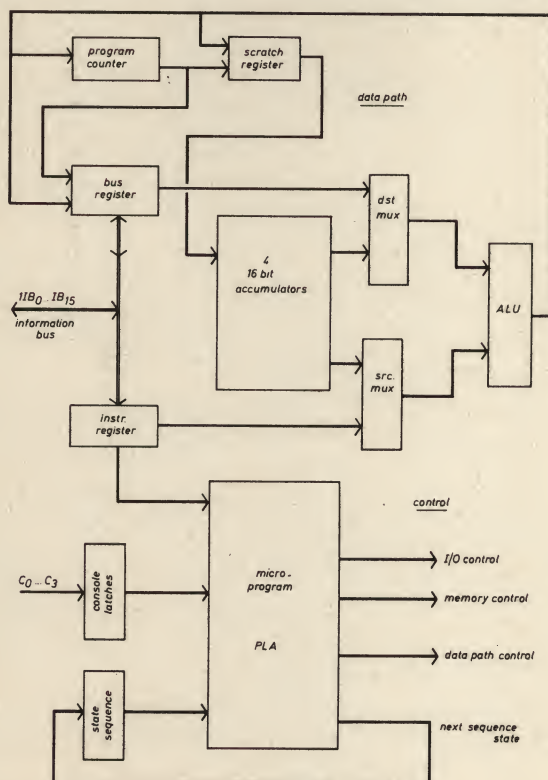 program
counter
scratch
register
data path
bus
register
dst
mux
4
16 bit
accumulators
ALU
1IB0...IB15
information
bus
src.
mux
instr.
register
control
I/O control
C0...C3
console
latches
micro-
program
PLA
memory control
data path control
state
sequence
next sequence
state